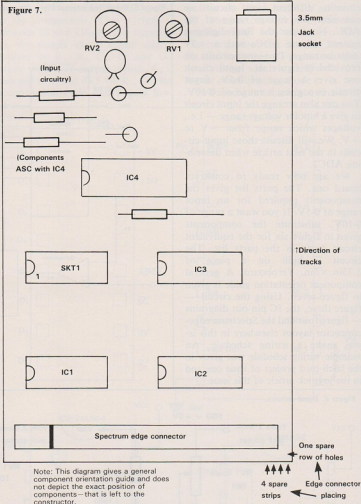 Figure 7.
RV2
RV1
3.5mm
Jack
socket
(Input
circuitry)
(Components
ASC with IC4
IC4
↑Direction of
tracks
1
SKT1
IC3
IC1
IC2
Spectrum edge connector
One spare
row of holes
4 spare
strips
Edge connector
placing
Note: This diagram gives a general
component orientation guide and does
not depict the exact position of
components – that is left to the
constructor.